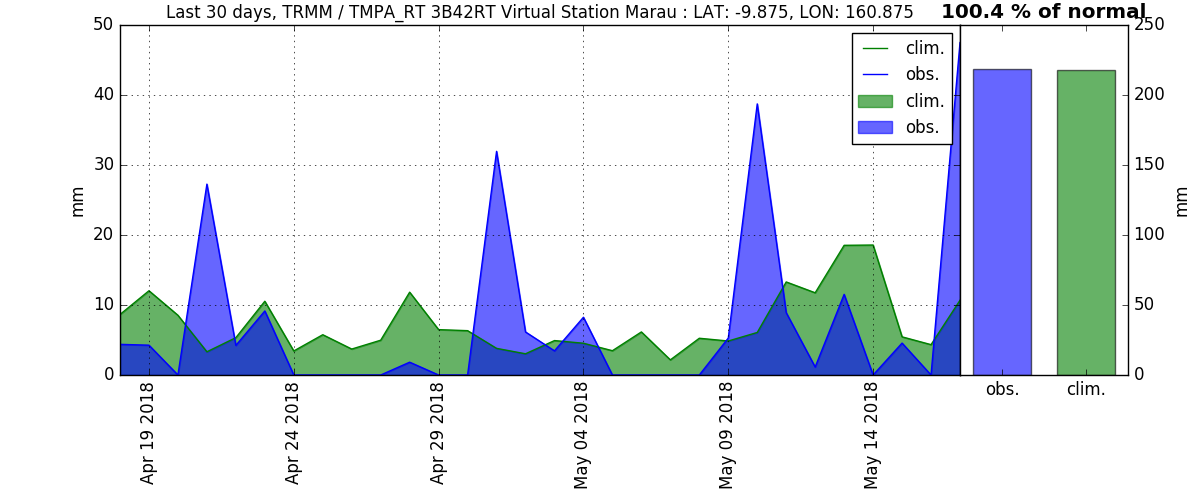 Last 30 days, TRMM / TMPA_RT 3B42RT Virtual Station Marau : LAT: -9.875, LON: 160.875
100.4 % of normal
50
40
30
20
10
0
mm
clim.
obs.
clim.
obs.
250
200
150
100
50
0
mm
Apr 19 2018
Apr 24 2018
Apr 29 2018
May 04 2018
May 09 2018
May 14 2018
obs.
clim.